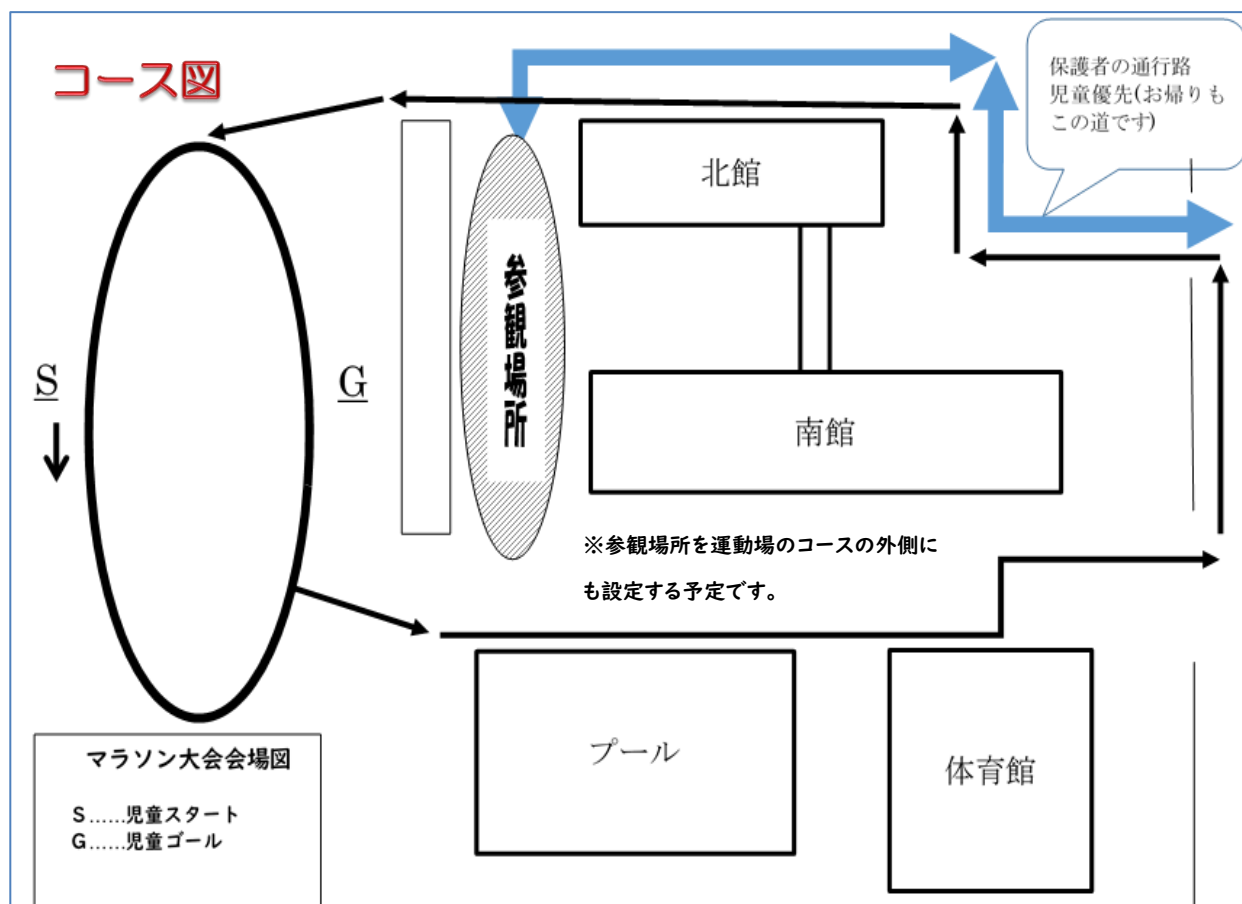 コース図
保護者の通行路
児童優先(お帰りも
この道です)
北館
参観場所
S
G
南館
※参観場所を運動場のコースの外側に
も設定する予定です。
プール
体育館
マラソン大会会場図
S……児童スタート
G……児童ゴール